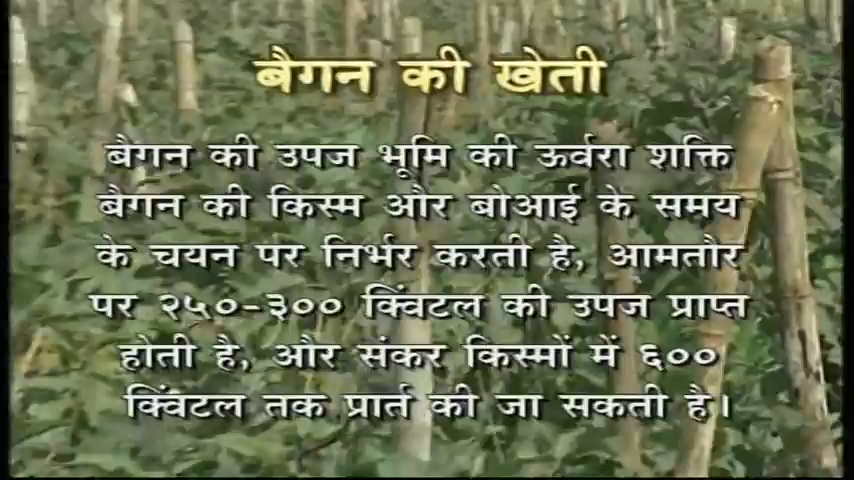 बैगन की खेती
बैगन की उपज भूमि की ऊर्वरा शक्ति
बैगन की किस्म और बोआई के समय
के चयन पर निर्भर करती है, आमतौर
पर २५०-३०० क्विंटल की उपज प्राप्त
होती है, और संकर किस्मों में ६००
क्विंटल तक प्रार्त की जा सकती है।